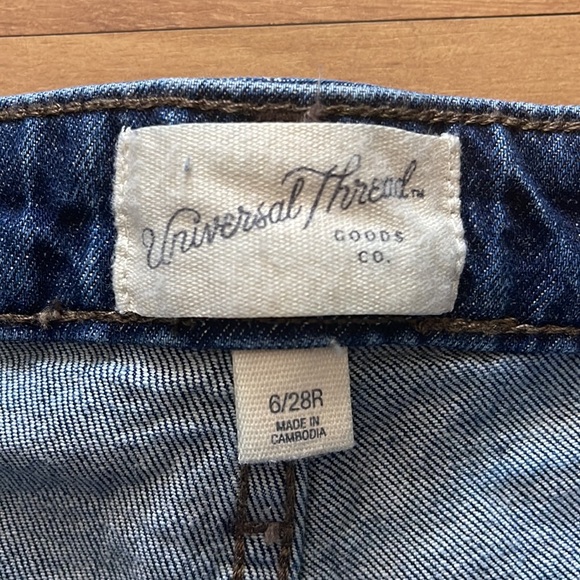 Universal Thread™
GOODS
CO.
6/28R
MADE IN
CAMBODIA